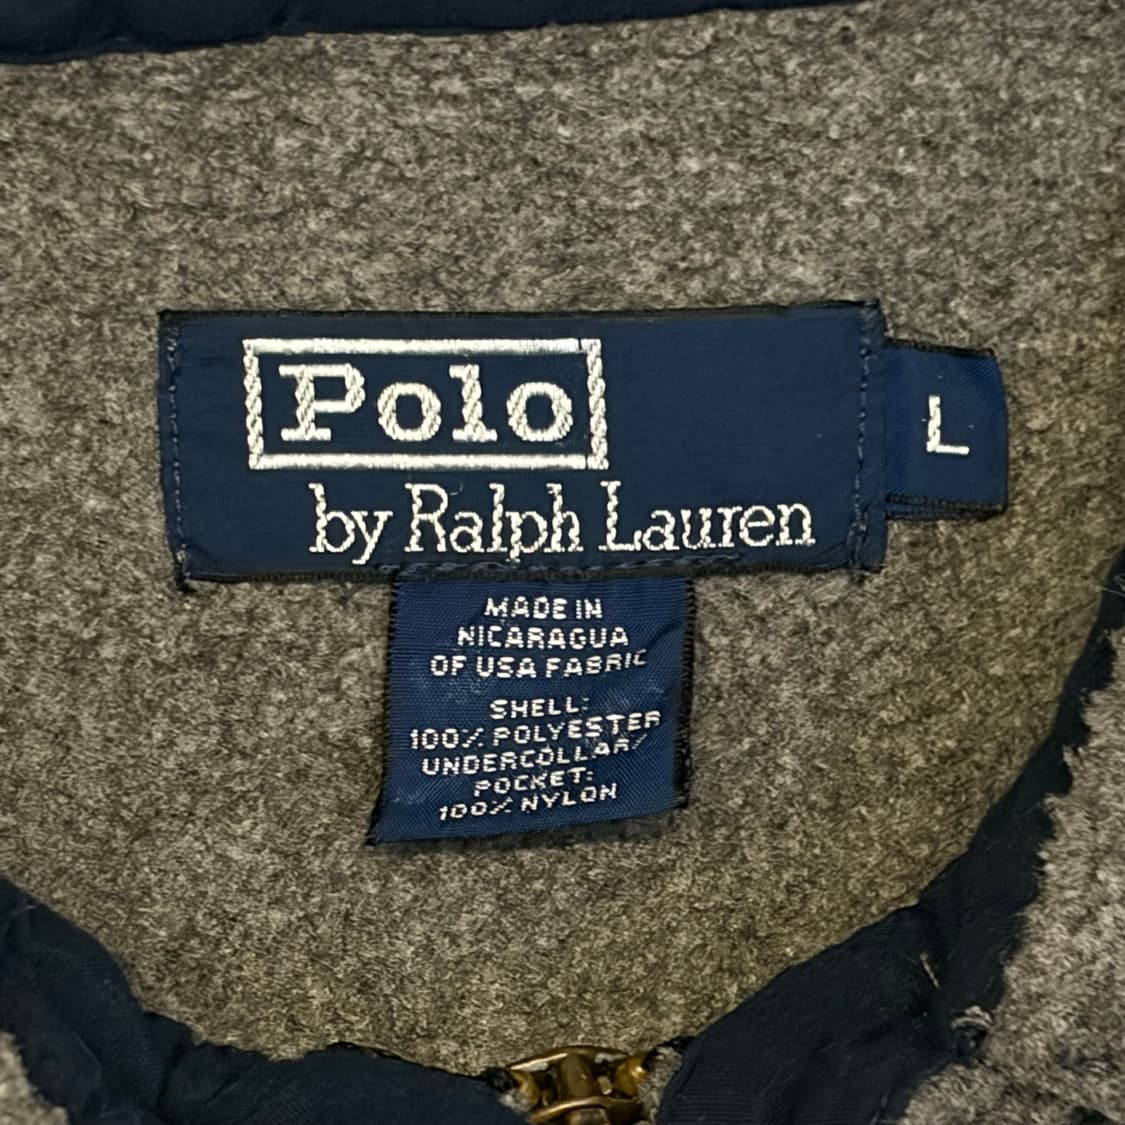 Polo
by Ralph Lauren
L
MADE IN
NICARAGUA
OF USA FABRIC
SHELL:
100% POLYESTER
UNDERCOLLAR/
POCKET:
100% NYLON